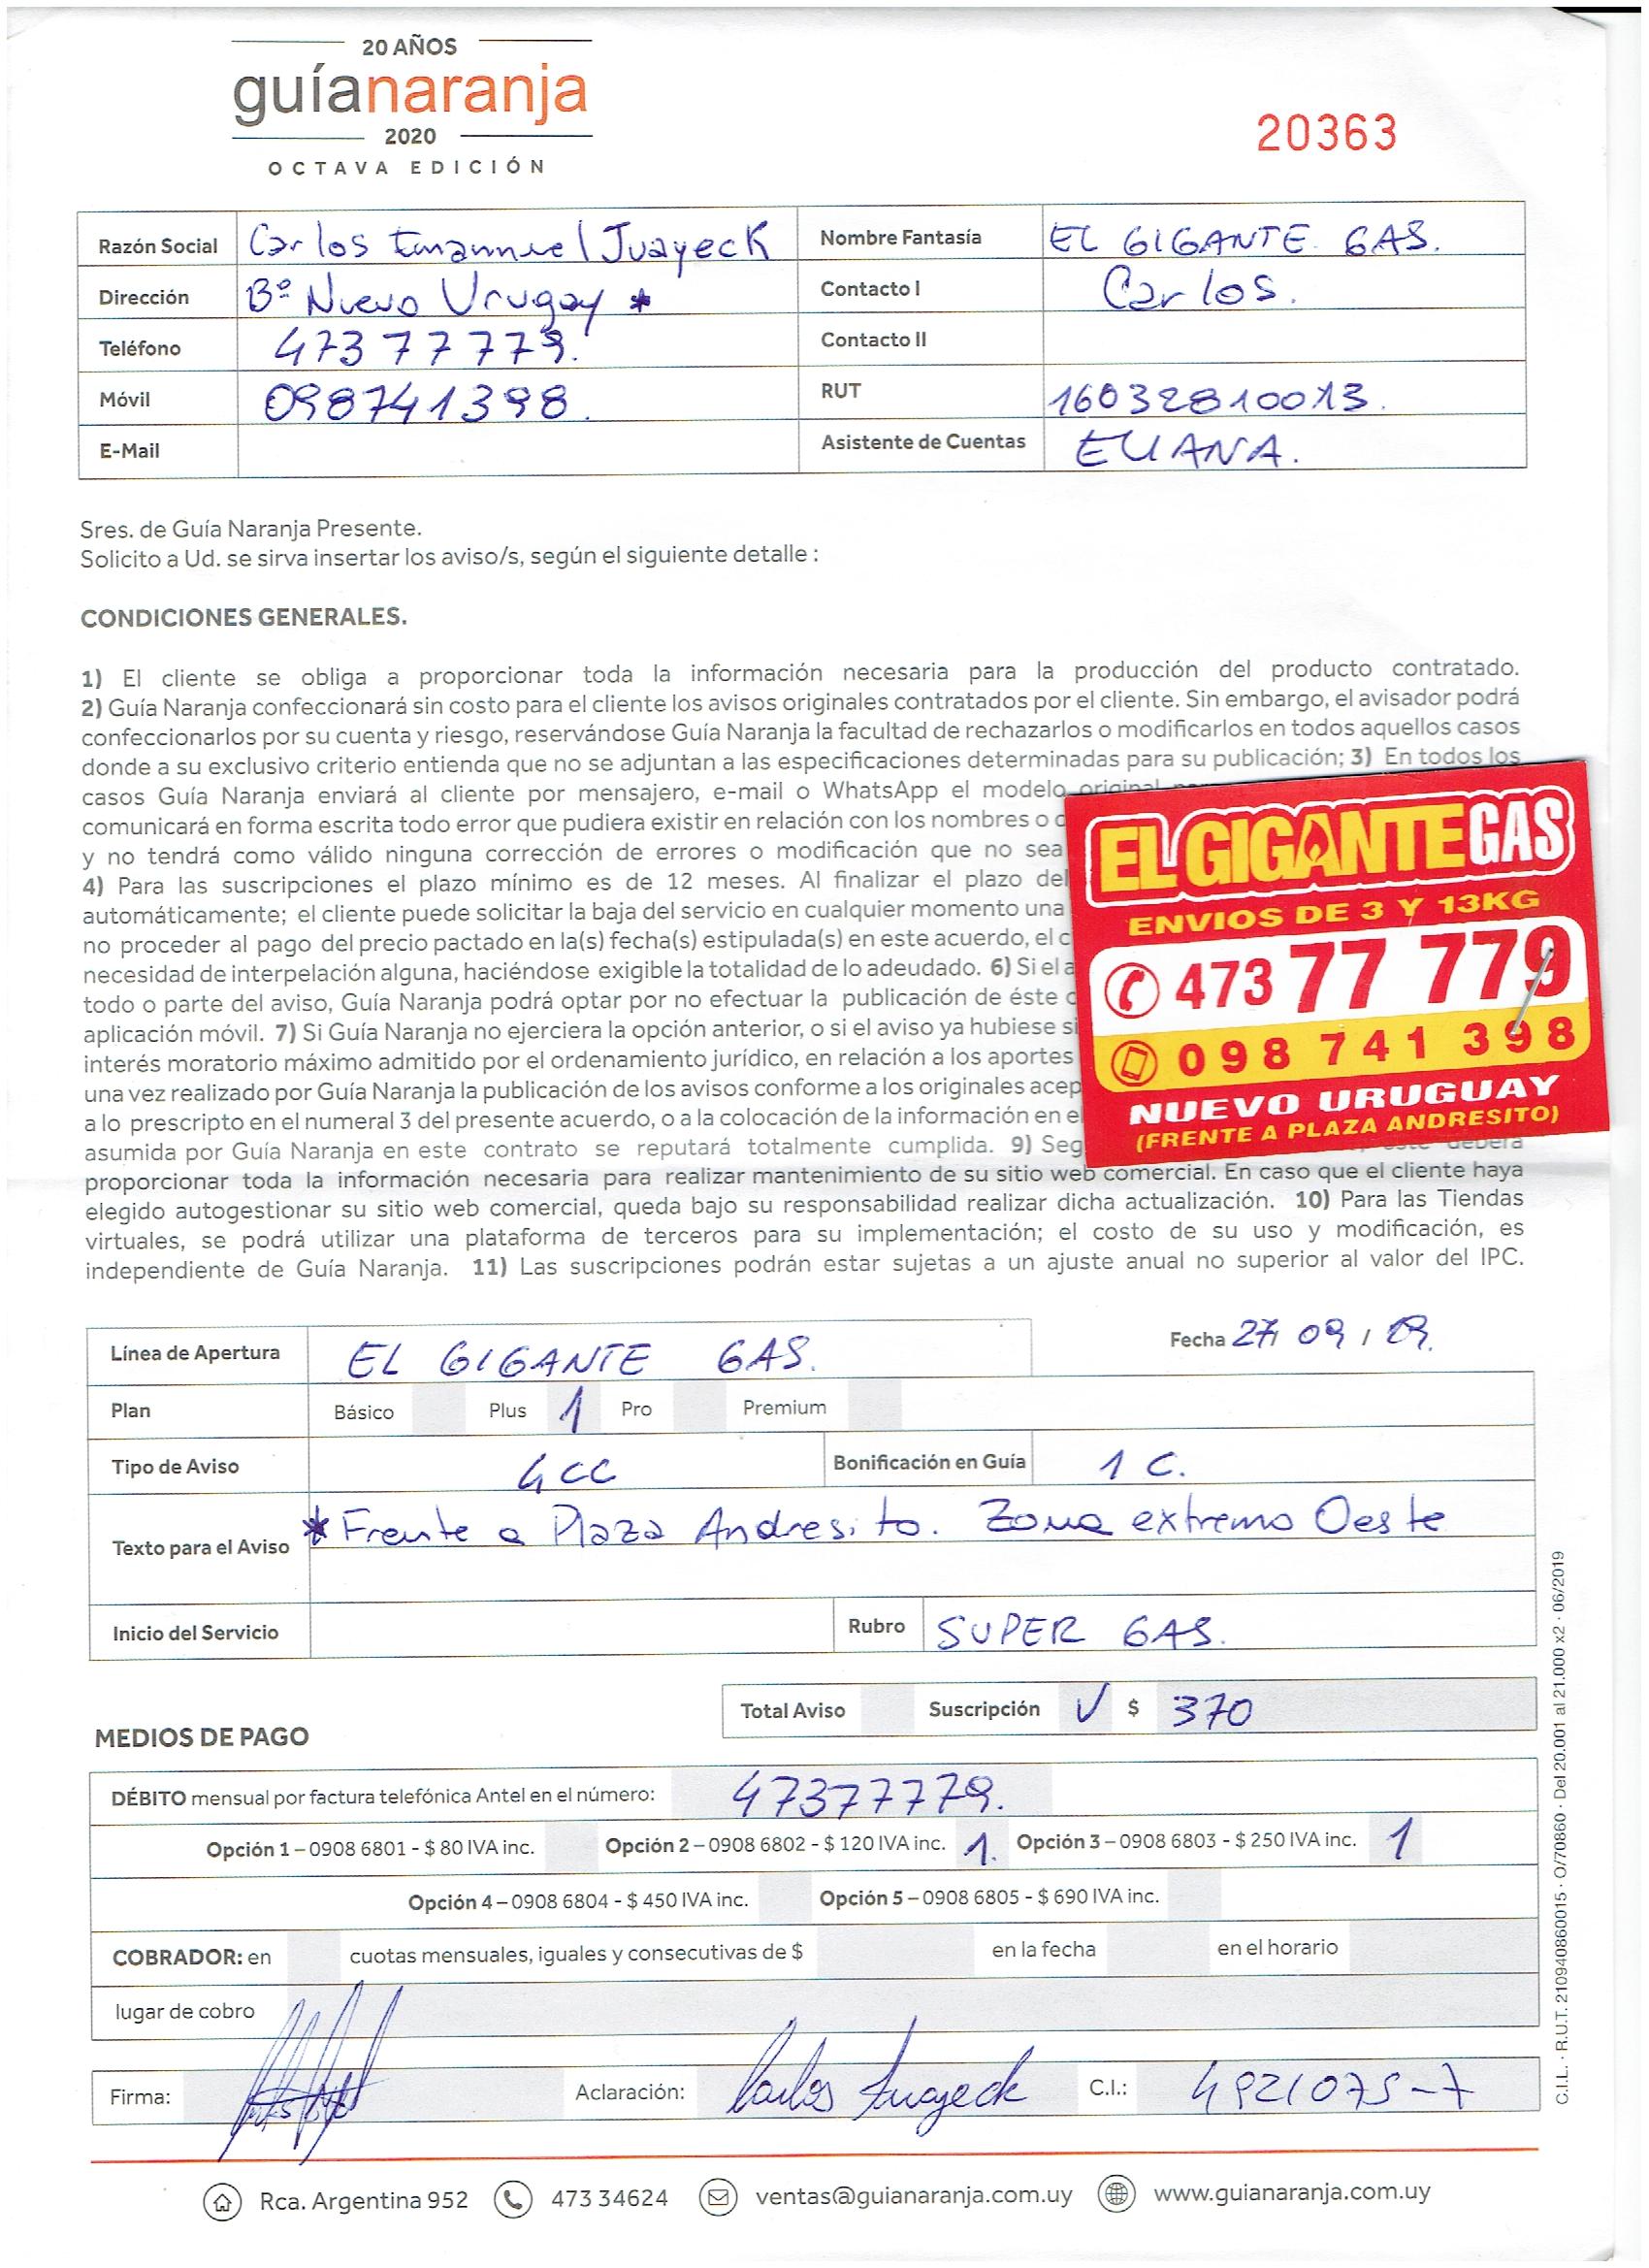 20 AÑOS
guíanaranja
2020
OCTAVA EDICIÓN
20363
Razón Social Carlos Emannuel Juayeck
Nombre Fantasía EL GIGANTE GAS.
Dirección Bº Nuevo Urugay *
Contacto I Carlos.
Teléfono 473 77779.
Contacto II
Móvil 098741398.
RUT 16032810013.
E-Mail
Asistente de Cuentas ELIANA.
Sres. de Guía Naranja Presente.
Solicito a Ud. se sirva insertar los aviso/s, según el siguiente detalle :
CONDICIONES GENERALES.
1) El cliente se obliga a proporcionar toda la información necesaria para la producción del producto contratado.
2) Guía Naranja confeccionará sin costo para el cliente los avisos originales contratados por el cliente. Sin embargo, el avisador podrá
confeccionarlos por su cuenta y riesgo, reservándose Guía Naranja la facultad de rechazarlos o modificarlos en todos aquellos casos
donde a su exclusivo criterio entienda que no se adjuntan a las especificaciones determinadas para su publicación; 3) En todos los
casos Guía Naranja enviará al cliente por mensajero, e-mail o WhatsApp el modelo original
comunicará en forma escrita todo error que pudiera existir en relación con los nombres o
y no tendrá como válido ninguna corrección de errores o modificación que no sea
4) Para las suscripciones el plazo mínimo es de 12 meses. Al finalizar el plazo del
automáticamente; el cliente puede solicitar la baja del servicio en cualquier momento una
no proceder al pago del precio pactado en la(s) fecha(s) estipulada(s) en este acuerdo, el
necesidad de interpelación alguna, haciéndose exigible la totalidad de lo adeudado. 6) Si el
todo o parte del aviso, Guía Naranja podrá optar por no efectuar la publicación de éste
aplicación móvil. 7) Si Guía Naranja no ejerciera la opción anterior, o si el aviso ya hubiese
interés moratorio máximo admitido por el ordenamiento jurídico, en relación a los aportes
una vez realizado por Guía Naranja la publicación de los avisos conforme a los originales
a lo prescripto en el numeral 3 del presente acuerdo, o a la colocación de la información en
asumida por Guía Naranja en este contrato se reputará totalmente cumplida. 9) deberá
proporcionar toda la información necesaria para realizar mantenimiento de su sitio web comercial. En caso que el cliente haya
elegido autogestionar su sitio web comercial, queda bajo su responsabilidad realizar dicha actualización. 10) Para las Tiendas
virtuales, se podrá utilizar una plataforma de terceros para su implementación; el costo de su uso y modificación, es
independiente de Guía Naranja. 11) Las suscripciones podrán estar sujetas a un ajuste anual no superior al valor del IPC.
EL GIGANTE GAS
ENVIOS DE 3 Y 13KG
473 77 779
098 741 398
NUEVO URUGUAY
(FRENTE A PLAZA ANDRESITO)
Línea de Apertura EL GIGANTE GAS.
Fecha 27/ 09 / 19.
Plan Básico Plus 1 Pro Premium
Tipo de Aviso 4cc Bonificación en Guía 1 C.
Texto para el Aviso *Frente a Plaza Andresito. Zona extremo Oeste
Inicio del Servicio Rubro SUPER GAS.
Total Aviso Suscripción V $ 370
MEDIOS DE PAGO
DÉBITO mensual por factura telefónica Antel en el número: 47377779.
Opción 1 – 0908 6801 - $ 80 IVA inc. Opción 2 – 0908 6802 - $ 120 IVA inc. 1. Opción 3 – 0908 6803 - $ 250 IVA inc. 1
Opción 4 – 0908 6804 - $ 450 IVA inc. Opción 5 – 0908 6805 - $ 690 IVA inc.
COBRADOR: en cuotas mensuales, iguales y consecutivas de $ en la fecha en el horario
lugar de cobro
Firma: Aclaración: Carlos Juayeck C.I.: 4921075-7
C.I.L. · R.U.T. 210940860015 · O/70860 · Del 20.001 al 21.000 x2 · 06/2019
Rca. Argentina 952 473 34624 ventas@guianaranja.com.uy www.guianaranja.com.uy